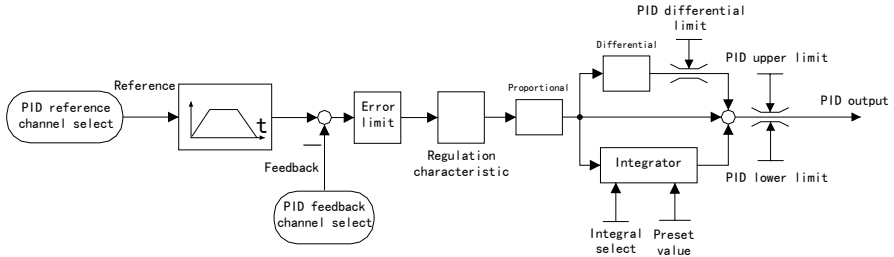 PID differential
limit
Differential
PID upper limit
Reference
Proportional
PID reference
channel select
t
Error
limit
PID output
Feedback
Regulation
characteristic
Integrator
PID lower limit
PID feedback
channel select
Integral
select
Preset
value